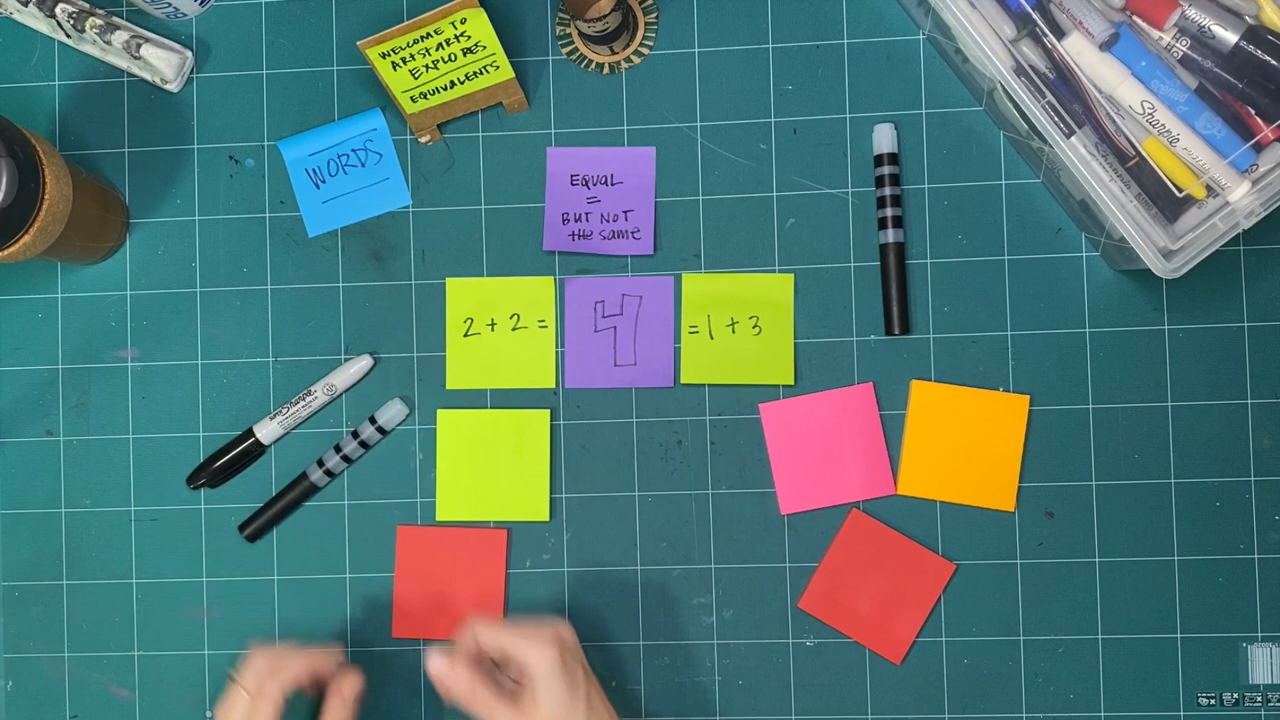 WELCOME TO
ARTSTARTS
EXPLORES
EQUIVALENTS
WORDS
EQUAL
=
BUT NOT
the same
2+2=
4
=1+3
Sharpie
Sharpie